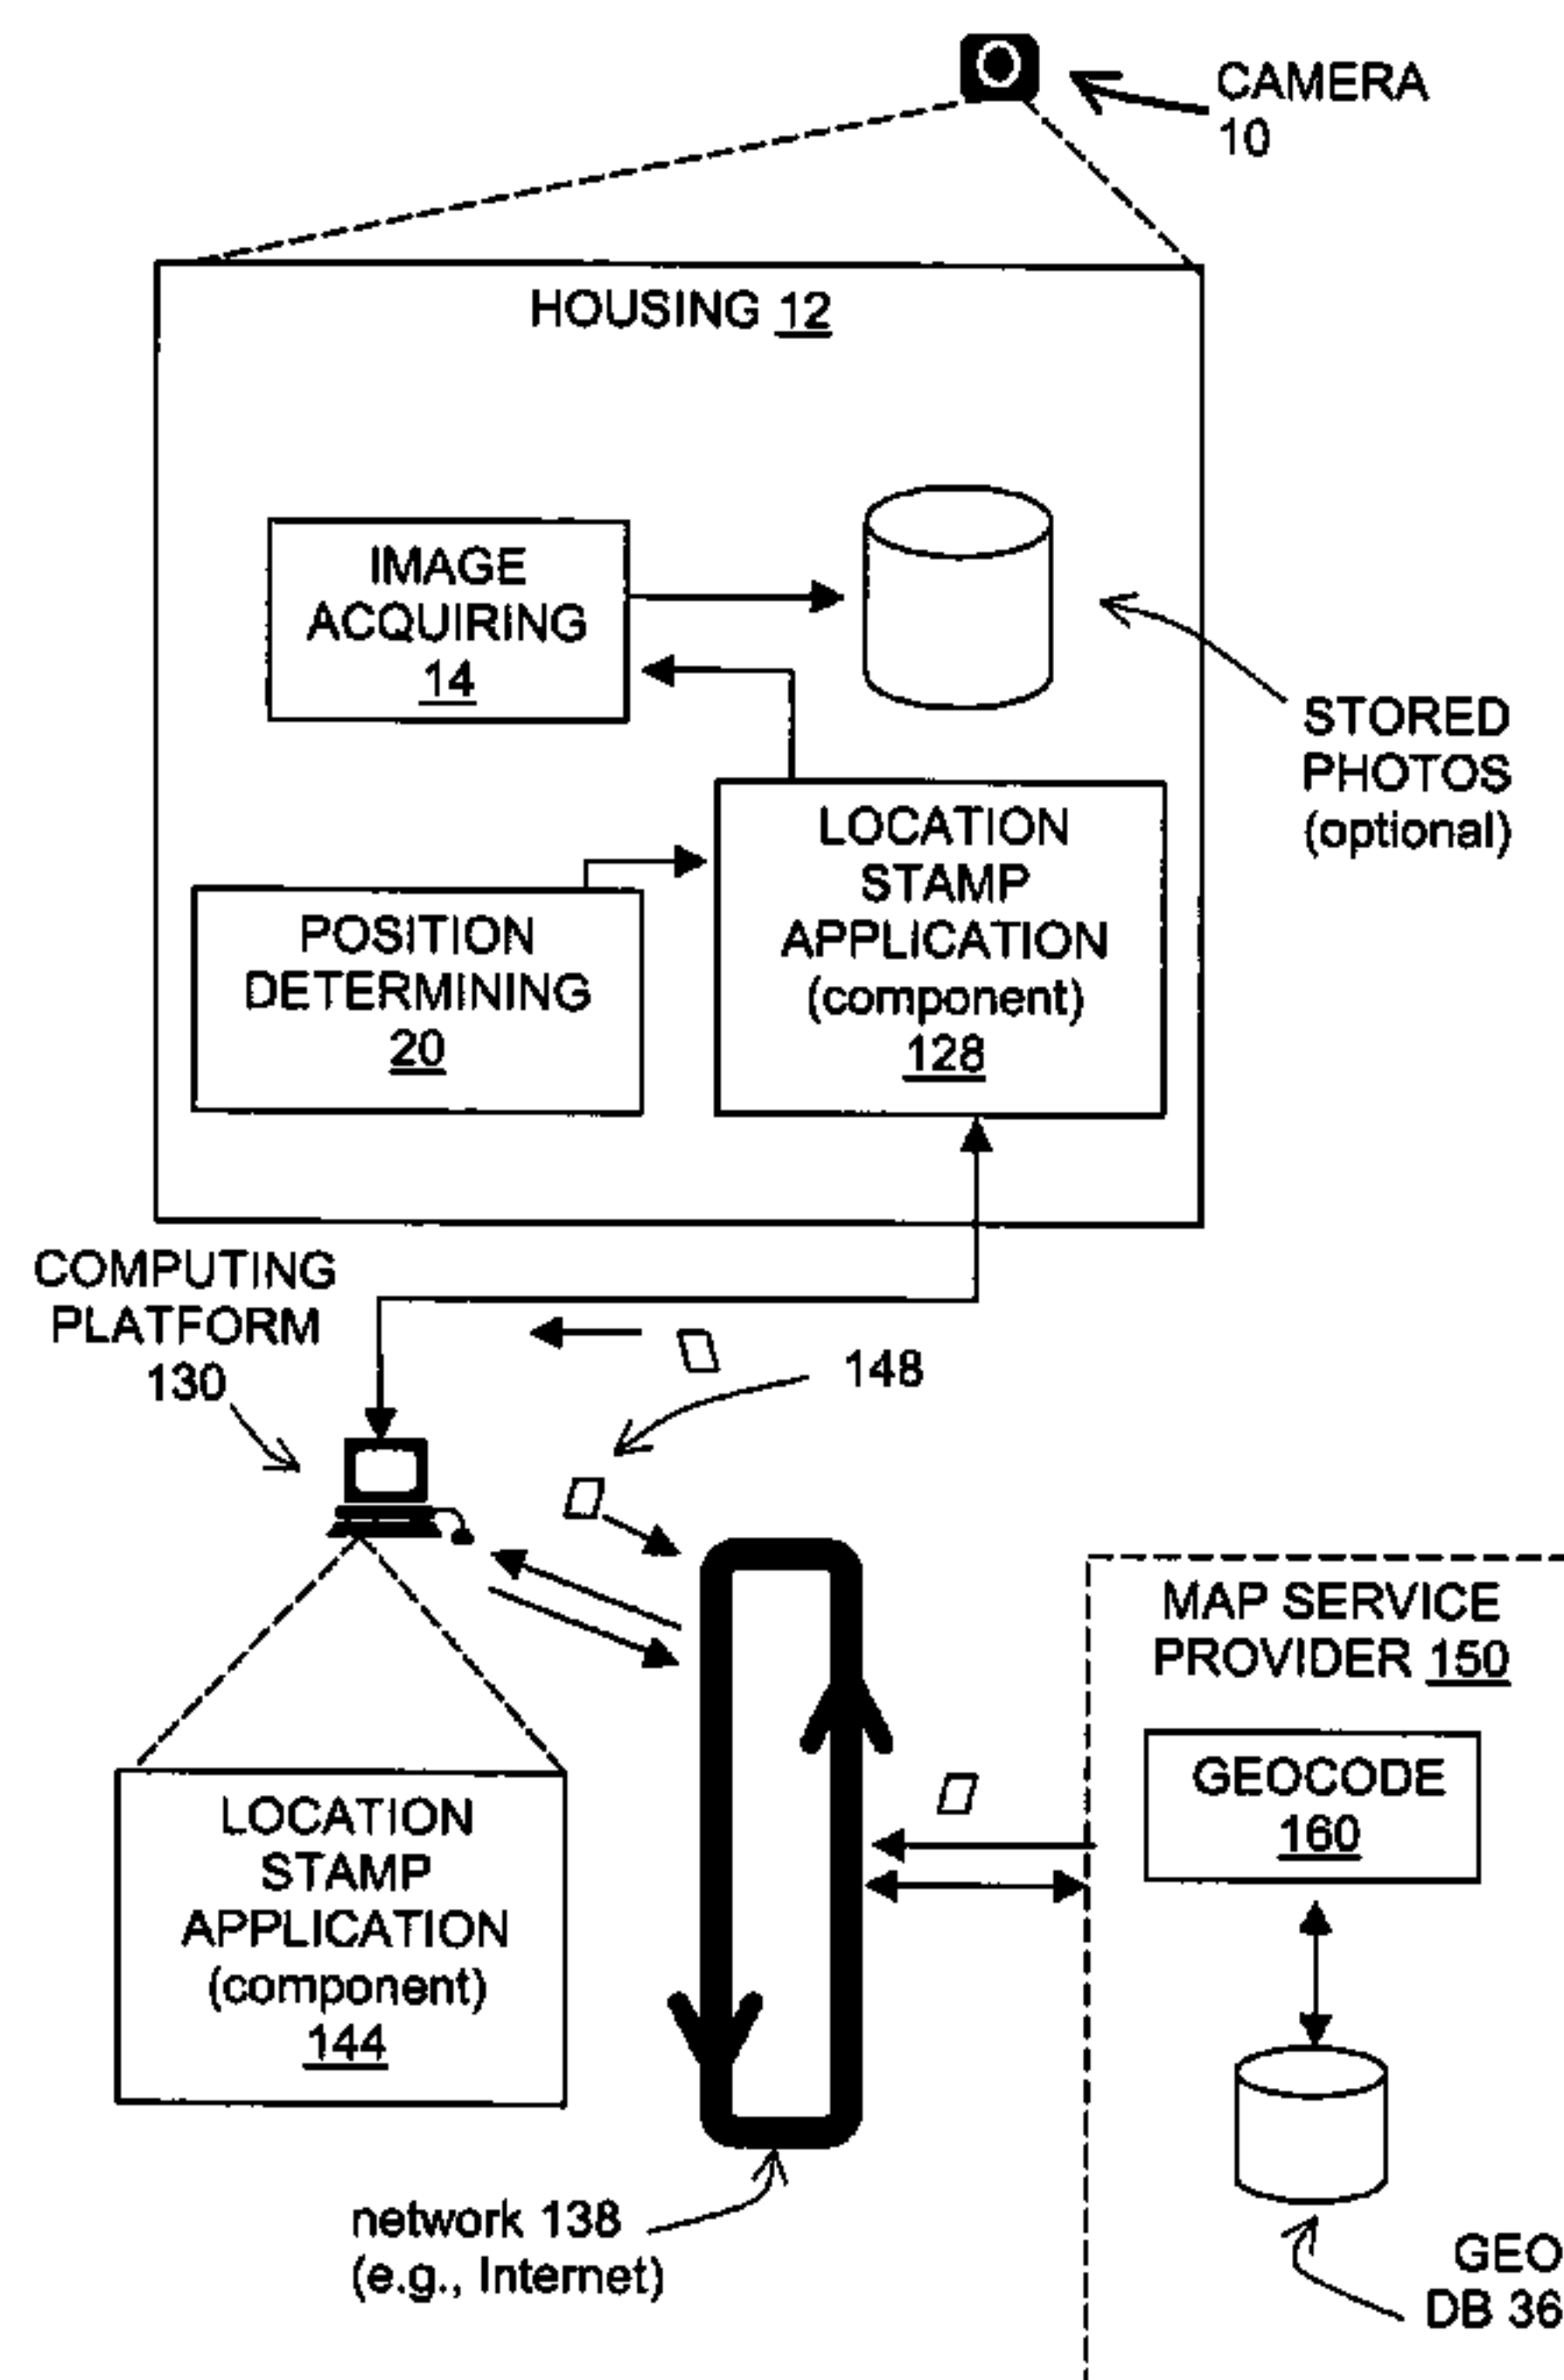 CAMERA
10
HOUSING 12
IMAGE
ACQUIRING
14
STORED
PHOTOS
(optional)
LOCATION
STAMP
APPLICATION
(component)
128
POSITION
DETERMINING
20
COMPUTING
PLATFORM
130
148
MAP SERVICE
PROVIDER 150
GEOCODE
160
LOCATION
STAMP
APPLICATION
(component)
144
network 138
(e.g., Internet)
GEO
DB 36